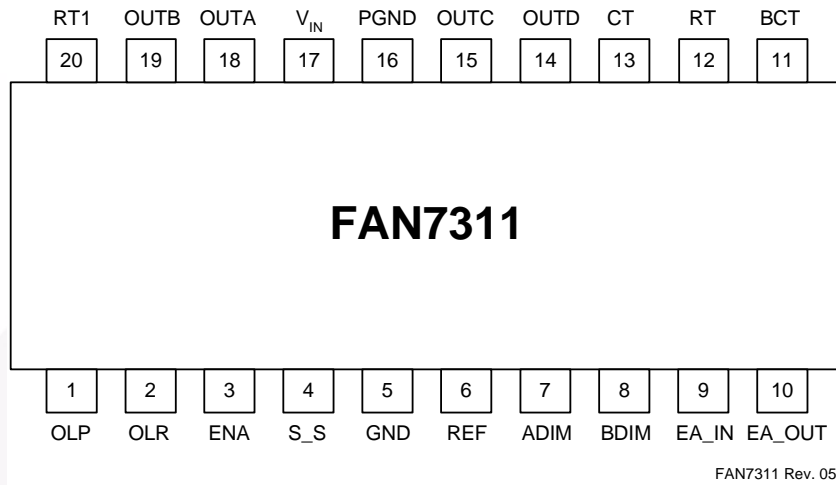 RT1 OUTB OUTA VIN PGND OUTC OUTD CT RT BCT
20 19 18 17 16 15 14 13 12 11
FAN7311
1 2 3 4 5 6 7 8 9 10
OLP OLR ENA S_S GND REF ADIM BDIM EA_IN EA_OUT
FAN7311 Rev. 05